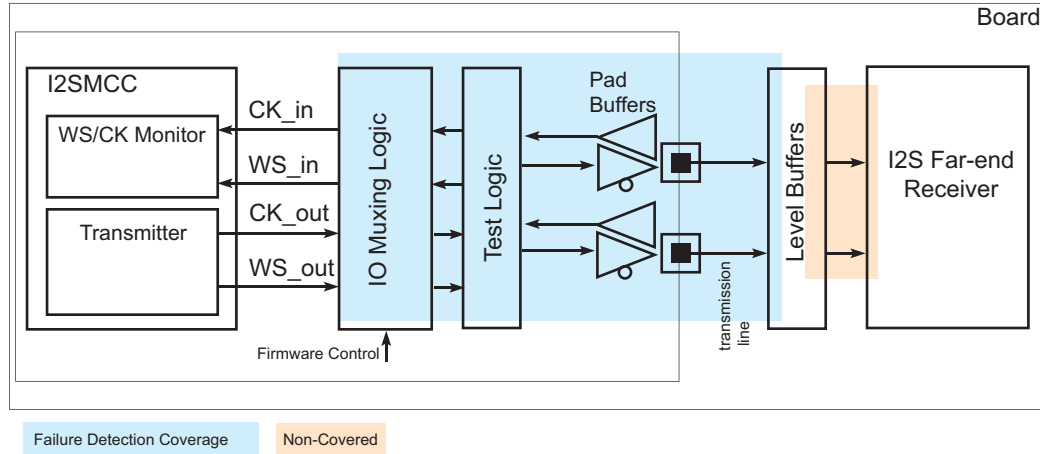 Board
I2SMCC
WS/CK Monitor
Transmitter
CK_in
WS_in
CK_out
WS_out
IO Muxing Logic
Firmware Control
Test Logic
Pad
Buffers
transmission
line
Level Buffers
I2S Far-end
Receiver
Failure Detection Coverage
Non-Covered